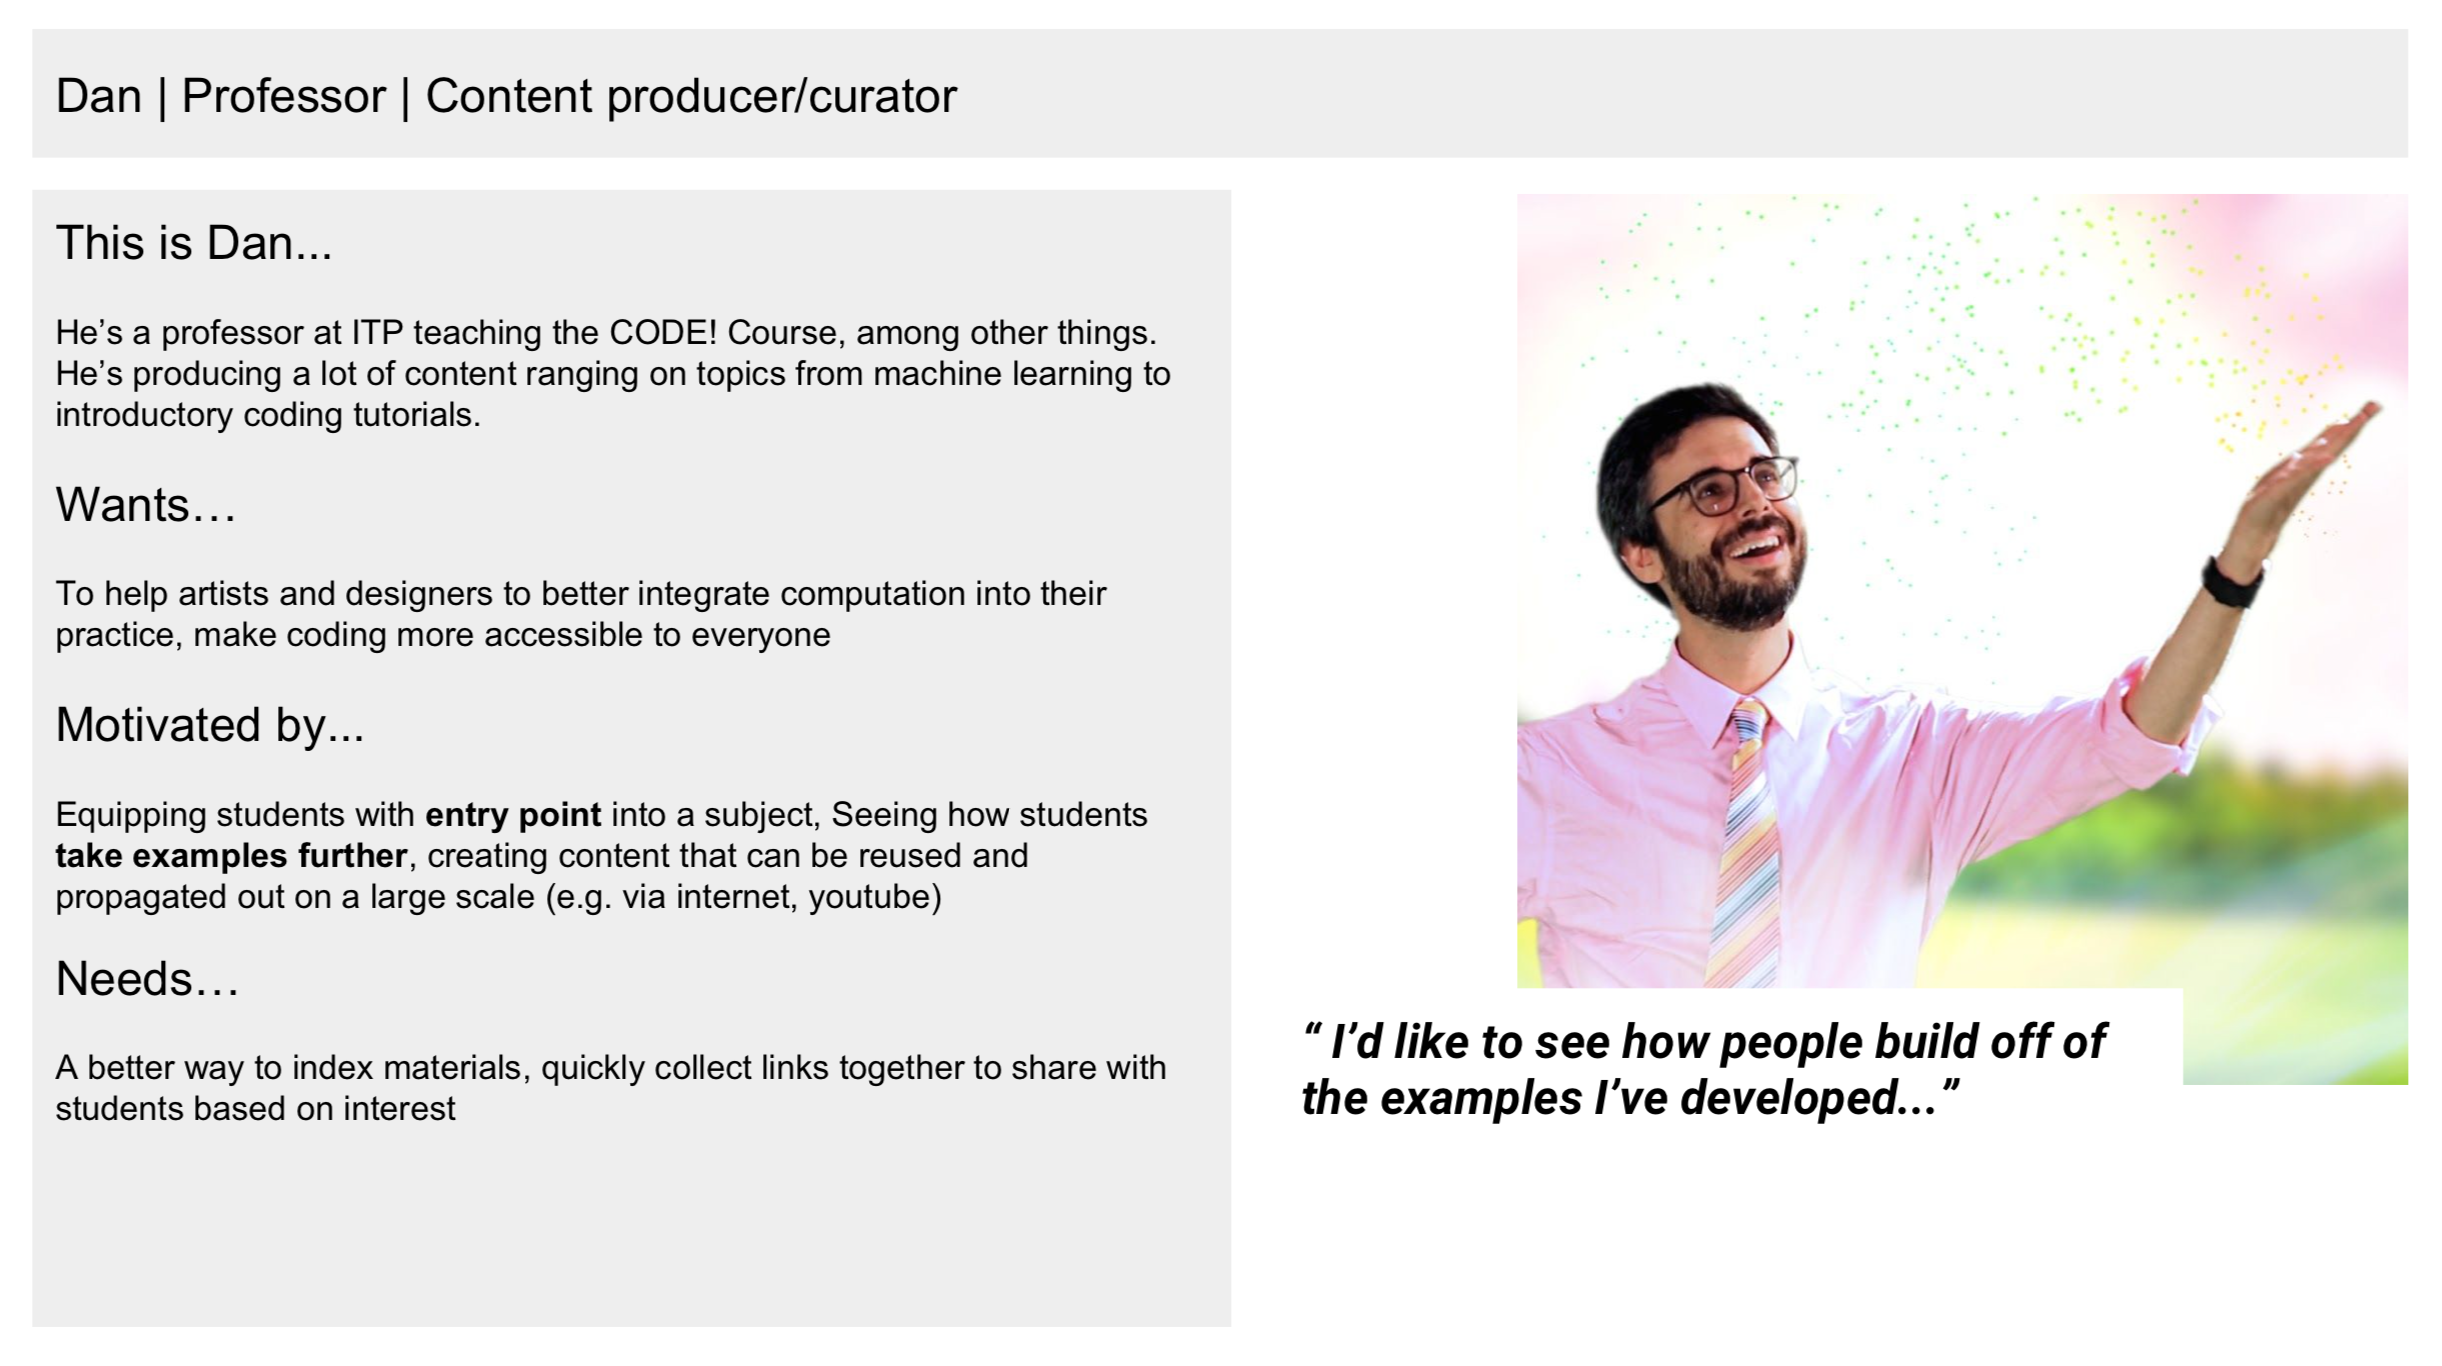 Dan | Professor | Content producer/curator
This is Dan...
He’s a professor at ITP teaching the CODE! Course, among other things.
He’s producing a lot of content ranging on topics from machine learning to
introductory coding tutorials.
Wants…
To help artists and designers to better integrate computation into their
practice, make coding more accessible to everyone
Motivated by...
Equipping students with entry point into a subject, Seeing how students
take examples further, creating content that can be reused and
propagated out on a large scale (e.g. via internet, youtube)
Needs…
A better way to index materials, quickly collect links together to share with
students based on interest
“ I’d like to see how people build off of
the examples I’ve developed...”